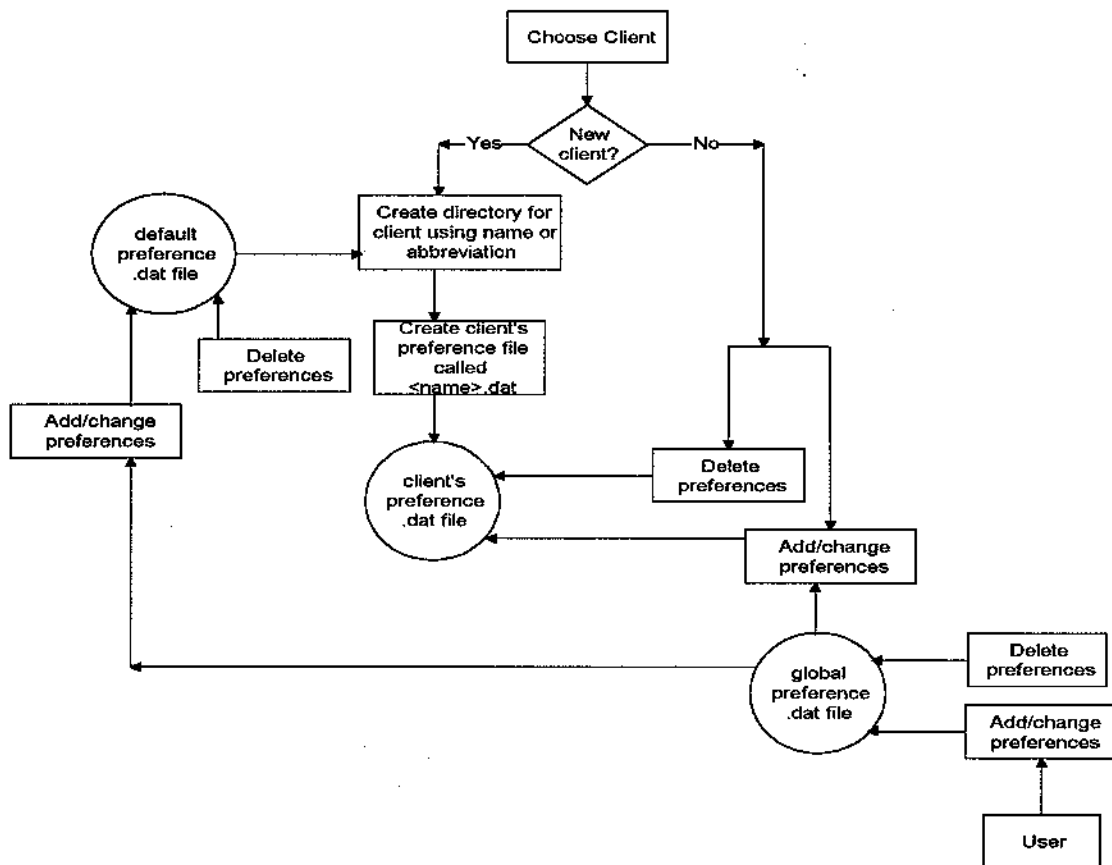 Choose Client
New
client?
Yes
No
Create directory for
client using name or
abbreviation
default
preference
.dat file
Create client's
preference file
called
<name>.dat
Delete
preferences
Add/change
preferences
client's
preference
.dat file
Delete
preferences
Add/change
preferences
global
preference
.dat file
Delete
preferences
Add/change
preferences
User